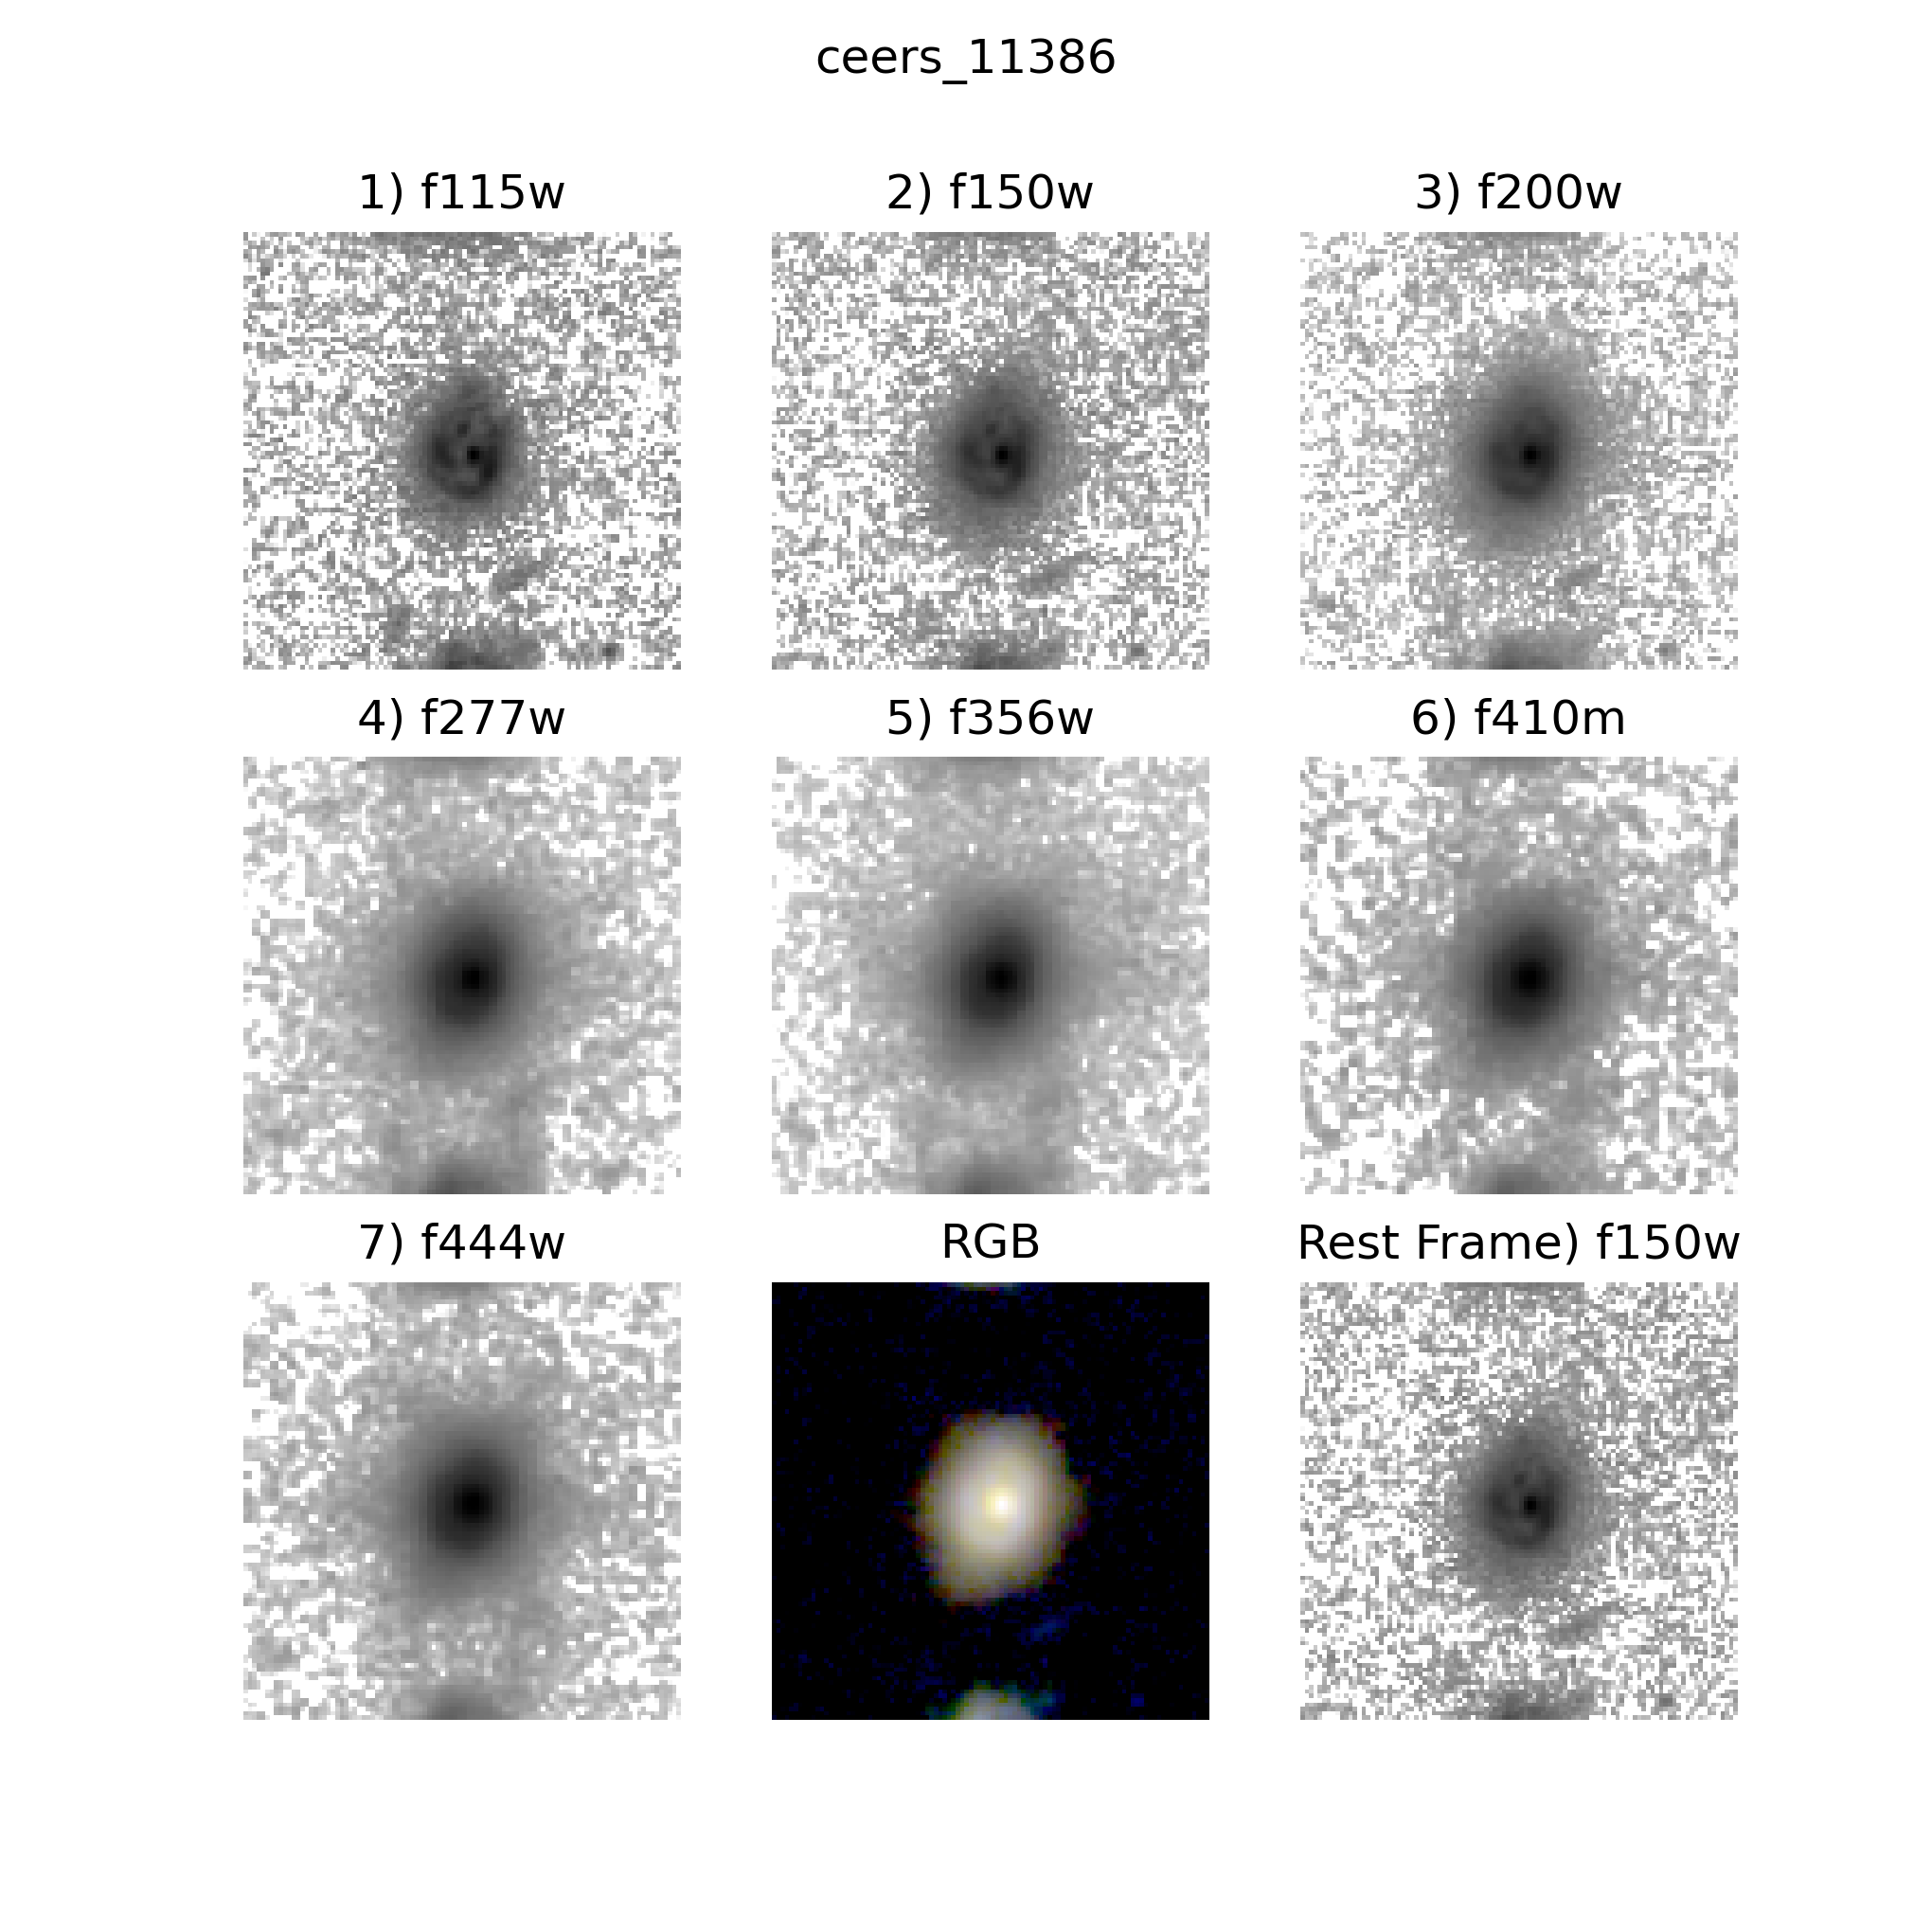 ceers_11386
1) f115w
2) f150w
3) f200w
4) f277w
5) f356w
6) f410m
7) f444w
RGB
Rest Frame) f150w